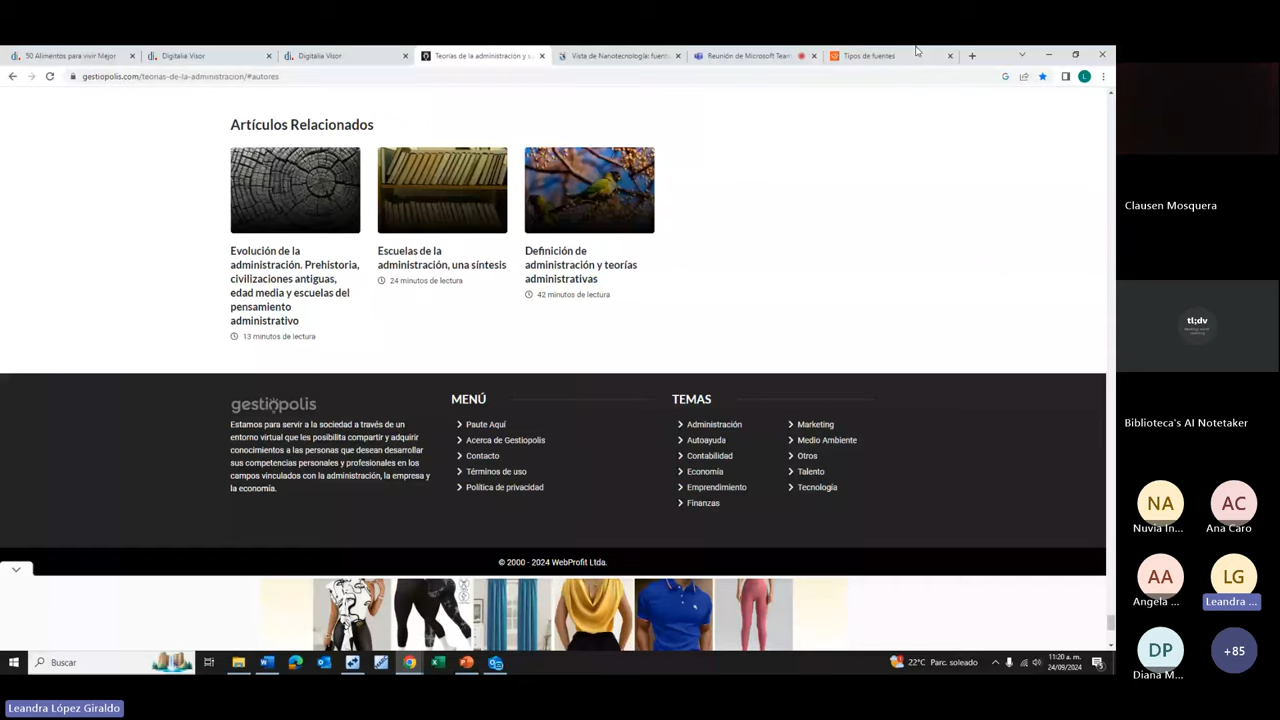 50 Alimentos para vivir Mejor
Digitalia Visor
Digitalia Visor
Teorías de la administración y s
Vista de Nanotecnología: fuent
Reunión de Microsoft Team
Tipos de fuentes
gestiopolis.com/teorias-de-la-administracion/#autores
Artículos Relacionados
Evolución de la
administración. Prehistoria,
civilizaciones antiguas,
edad media y escuelas del
pensamiento
administrativo
13 minutos de lectura
Escuelas de la
administración, una síntesis
24 minutos de lectura
Definición de
administración y teorías
administrativas
42 minutos de lectura
gestiópolis
Estamos para servir a la sociedad a través de un
entorno virtual que les posibilita compartir y adquirir
conocimientos a las personas que desean desarrollar
sus competencias personales y profesionales en los
campos vinculados con la administración, la empresa y
la economía.
MENÚ
Paute Aquí
Acerca de Gestiopolis
Contacto
Términos de uso
Política de privacidad
TEMAS
Administración
Autoayuda
Contabilidad
Economía
Emprendimiento
Finanzas
Marketing
Medio Ambiente
Otros
Talento
Tecnología
© 2000 - 2024 WebProfit Ltda.
Buscar
22°C Parc. soleado
11:20 a. m.
24/09/2024
Leandra López Giraldo
Clausen Mosquera
tl;dv
Biblioteca's AI Notetaker
NA
Nuvia In...
AC
Ana Caro
AA
Angela ...
LG
Leandra ...
DP
Diana M...
+85